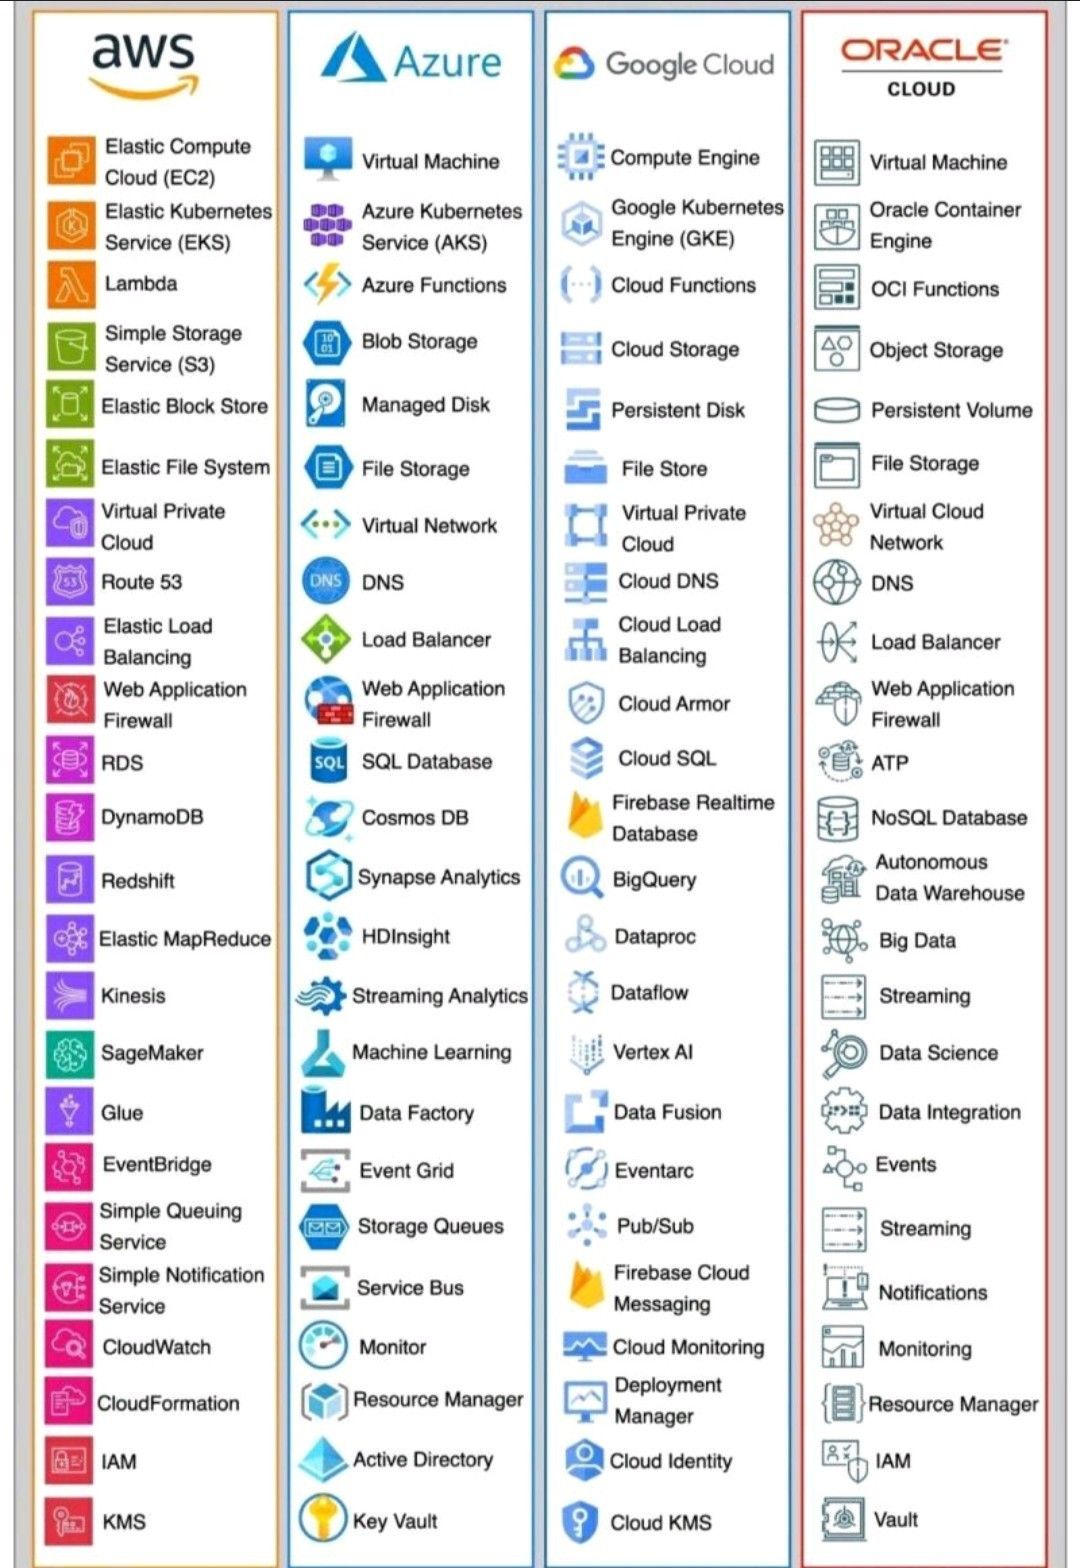 aws
Azure
Google Cloud
ORACLE
CLOUD
Elastic Compute
Cloud (EC2)
Virtual Machine
Compute Engine
Virtual Machine
Elastic Kubernetes
Service (EKS)
Azure Kubernetes
Service (AKS)
Google Kubernetes
Engine (GKE)
Oracle Container
Engine
Lambda
Azure Functions
Cloud Functions
OCI Functions
Simple Storage
Service (S3)
10
01
Blob Storage
Cloud Storage
Object Storage
Elastic Block Store
Managed Disk
Persistent Disk
Persistent Volume
Elastic File System
File Storage
File Store
File Storage
Virtual Private
Cloud
Virtual Network
Virtual Private
Cloud
Virtual Cloud
Network
53
Route 53
DNS
DNS
Cloud DNS
DNS
Elastic Load
Balancing
Load Balancer
Cloud Load
Balancing
Load Balancer
Web Application
Firewall
Web Application
Firewall
Cloud Armor
Web Application
Firewall
RDS
SQL
SQL Database
Cloud SQL
ATP
DynamoDB
Cosmos DB
Firebase Realtime
Database
NoSQL Database
Redshift
Synapse Analytics
BigQuery
Autonomous
Data Warehouse
Elastic MapReduce
HDInsight
Dataproc
Big Data
Kinesis
Streaming Analytics
Dataflow
Streaming
SageMaker
Machine Learning
Vertex AI
Data Science
Glue
Data Factory
Data Fusion
Data Integration
EventBridge
Event Grid
Eventarc
Events
Simple Queuing
Service
Storage Queues
Pub/Sub
Streaming
Simple Notification
Service
Service Bus
Firebase Cloud
Messaging
Notifications
CloudWatch
Monitor
Cloud Monitoring
Monitoring
CloudFormation
Resource Manager
Deployment
Manager
Resource Manager
IAM
Active Directory
Cloud Identity
IAM
KMS
Key Vault
Cloud KMS
Vault